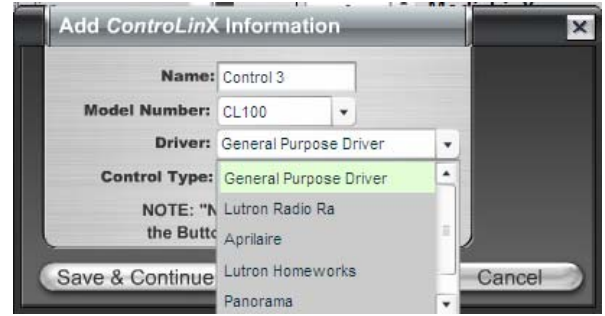 Add ControLinX Information
Name: Control 3
Model Number: CL100
Driver: General Purpose Driver
Control Type: General Purpose Driver
Lutron Radio Ra
NOTE: "N
the Butto
Aprilaire
Lutron Homeworks
Save & Continue
Cancel
Panorama